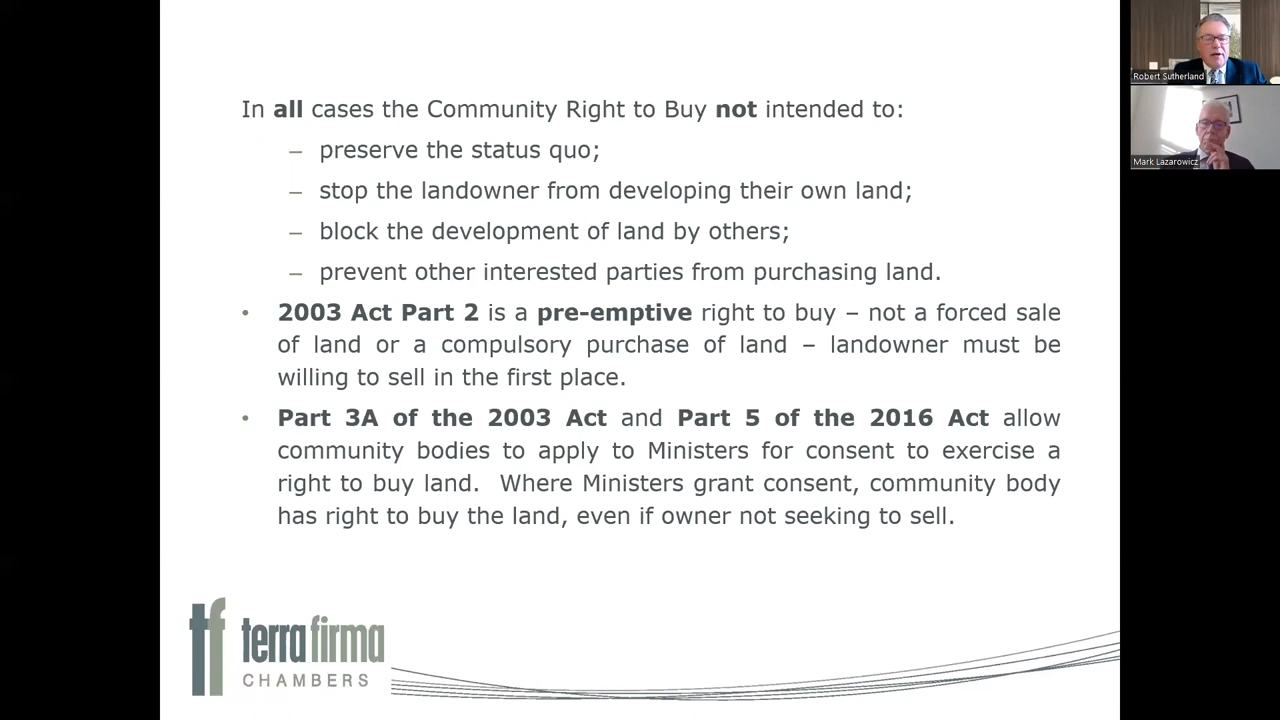 In all cases the Community Right to Buy not intended to:
– preserve the status quo;
– stop the landowner from developing their own land;
– block the development of land by others;
– prevent other interested parties from purchasing land.
• 2003 Act Part 2 is a pre-emptive right to buy – not a forced sale
of land or a compulsory purchase of land – landowner must be
willing to sell in the first place.
• Part 3A of the 2003 Act and Part 5 of the 2016 Act allow
community bodies to apply to Ministers for consent to exercise a
right to buy land. Where Ministers grant consent, community body
has right to buy the land, even if owner not seeking to sell.
tf terra firma
CHAMBERS
Robert Sutherland
Mark Lazarowicz